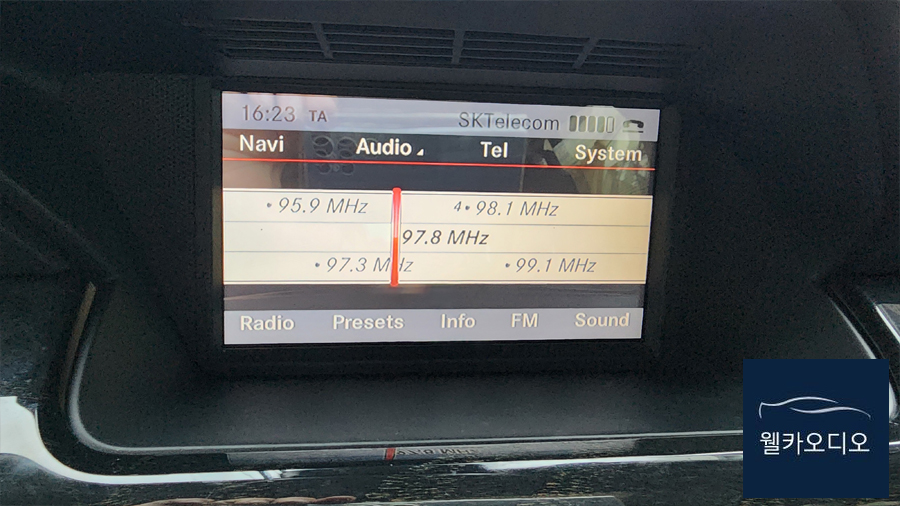 16:23 TA SKTelecom
Navi Audio Tel System
95.9 MHz 4 98.1 MHz
97.8 MHz
97.3 MHz 99.1 MHz
Radio Presets Info FM Sound
웰카오디오